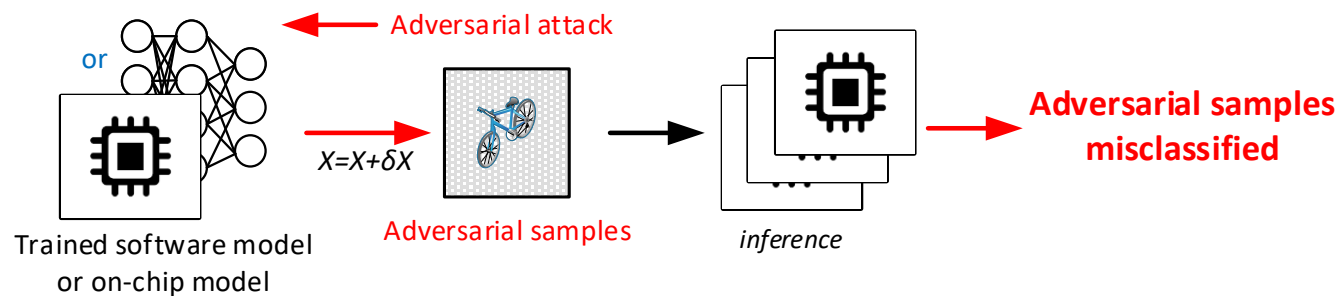 Adversarial attack
or
X=X+δX
Adversarial samples
Adversarial samples
misclassified
inference
Trained software model
or on-chip model